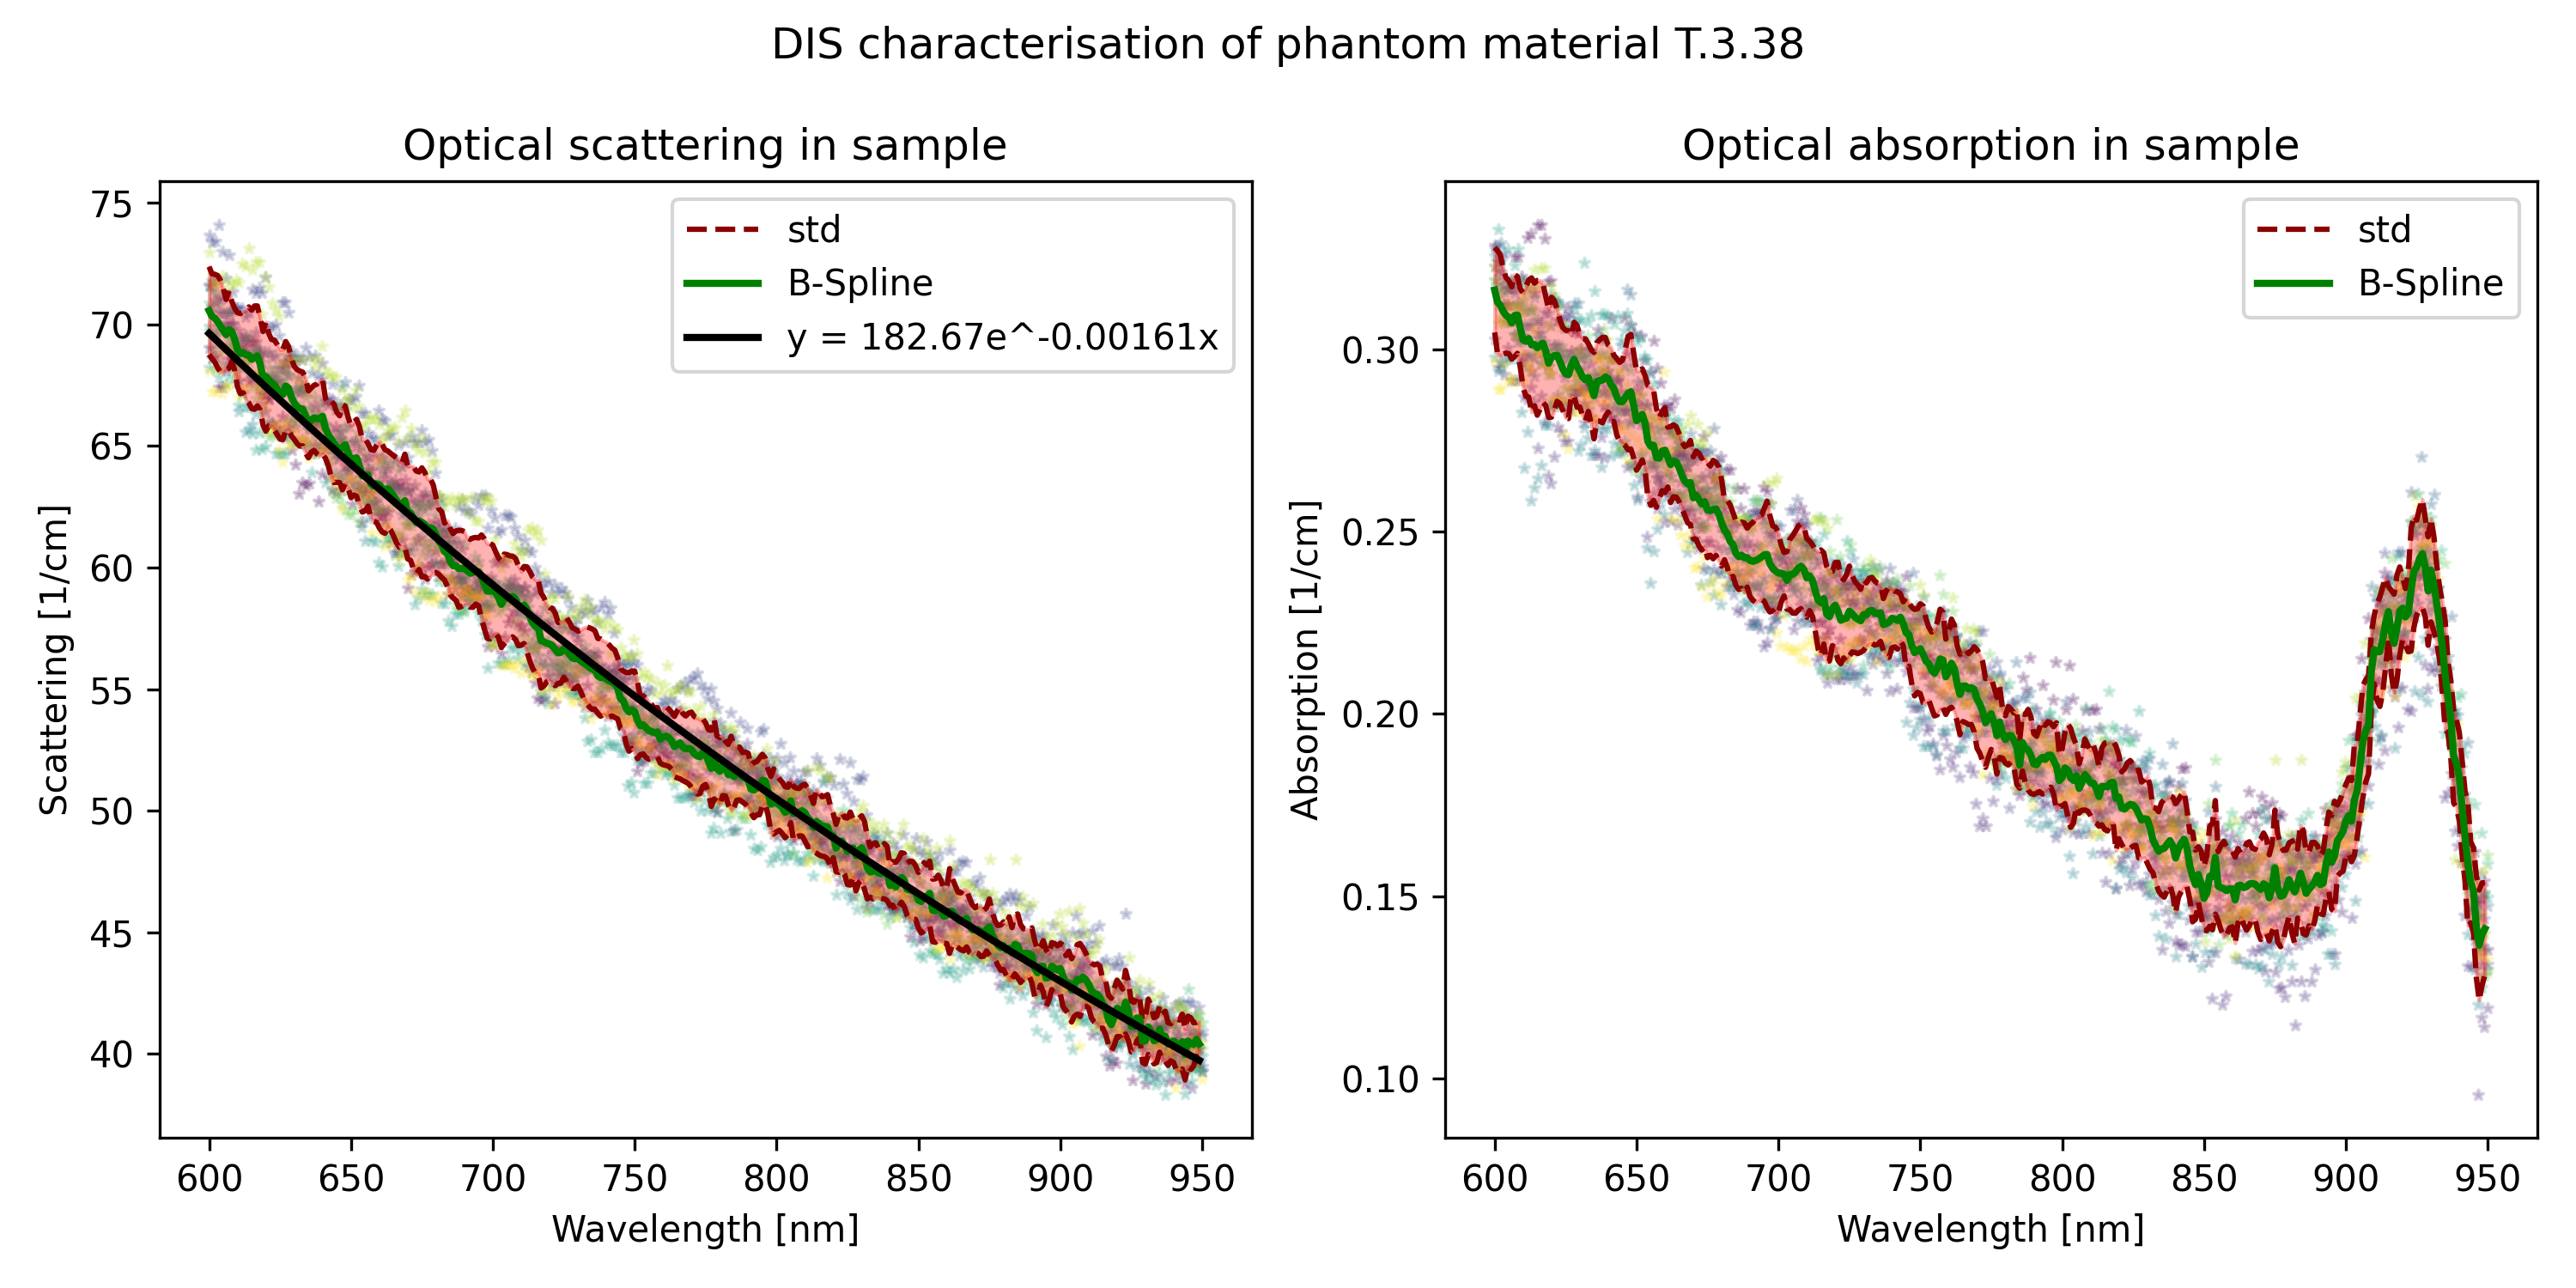 DIS characterisation of phantom material T.3.38
Optical scattering in sample
75
70
65
60
55
50
45
40
Scattering [1/cm]
600 650 700 750 800 850 900 950
Wavelength [nm]
std
B-Spline
y = 182.67e^-0.00161x
Optical absorption in sample
0.30
0.25
0.20
0.15
0.10
Absorption [1/cm]
600 650 700 750 800 850 900 950
Wavelength [nm]
std
B-Spline